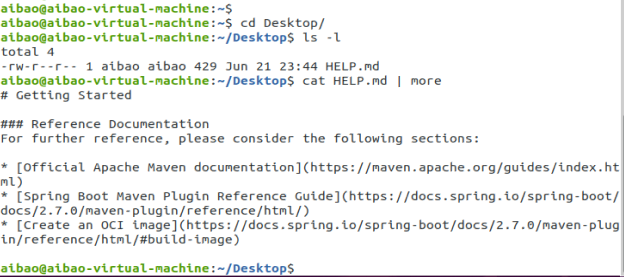 aibao@aibao-virtual-machine:~$
aibao@aibao-virtual-machine:~$ cd Desktop/
aibao@aibao-virtual-machine:~/Desktop$ ls -l
total 4
-rw-r--r-- 1 aibao aibao 429 Jun 21 23:44 HELP.md
aibao@aibao-virtual-machine:~/Desktop$ cat HELP.md | more
# Getting Started
### Reference Documentation
For further reference, please consider the following sections:
* [Official Apache Maven documentation](https://maven.apache.org/guides/index.ht
ml)
* [Spring Boot Maven Plugin Reference Guide](https://docs.spring.io/spring-boot/
docs/2.7.0/maven-plugin/reference/html/)
* [Create an OCI image](https://docs.spring.io/spring-boot/docs/2.7.0/maven-plug
in/reference/html/#build-image)
aibao@aibao-virtual-machine:~/Desktop$